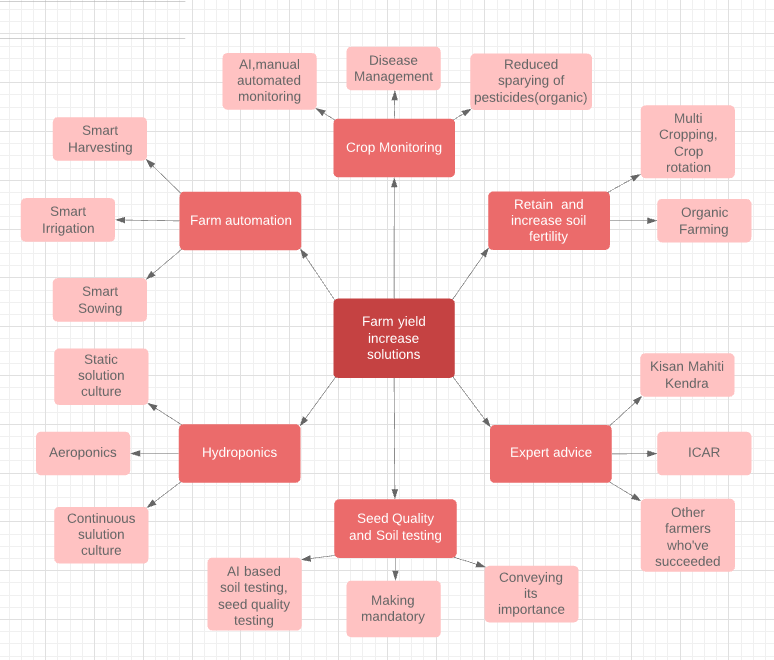 AI,manual
automated
monitoring
Disease
Management
Reduced
sparying of
pesticides(organic)
Crop Monitoring
Smart
Harvesting
Smart
Irrigation
Smart
Sowing
Farm automation
Retain and
increase soil
fertility
Multi
Cropping,
Crop
rotation
Organic
Farming
Farm yield
increase
solutions
Static
solution
culture
Aeroponics
Continuous
sulution
culture
Hydroponics
Expert advice
Kisan Mahiti
Kendra
ICAR
Other
farmers
who've
succeeded
Seed Quality
and Soil testing
AI based
soil testing,
seed quality
testing
Making
mandatory
Conveying
its
importance